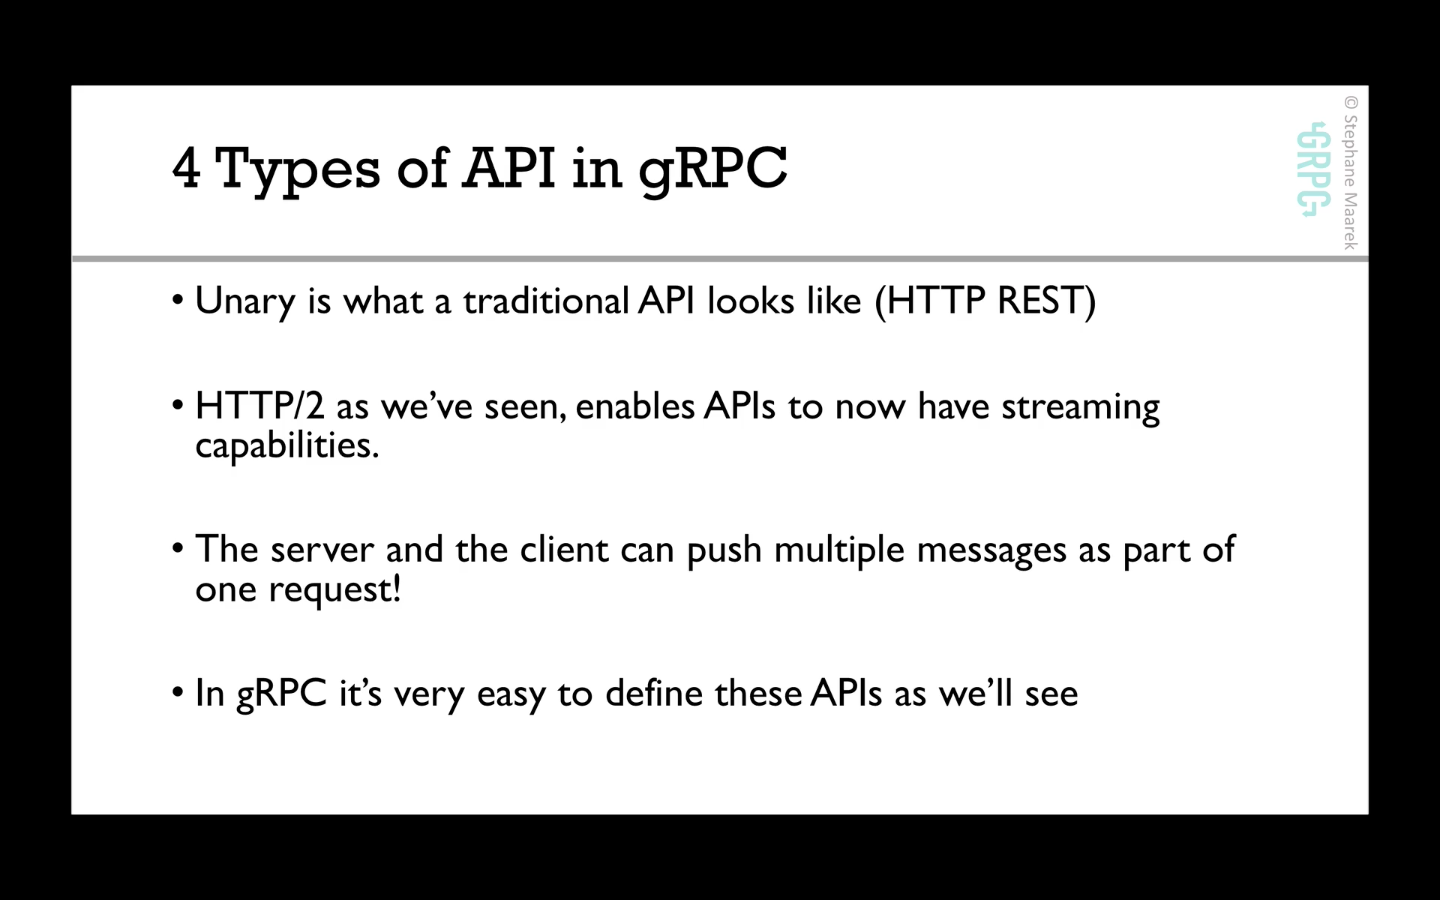 4 Types of API in gRPC
© Stephane Maarek
GRPC
• Unary is what a traditional API looks like (HTTP REST)
• HTTP/2 as we’ve seen, enables APIs to now have streaming
capabilities.
• The server and the client can push multiple messages as part of
one request!
• In gRPC it’s very easy to define these APIs as we’ll see